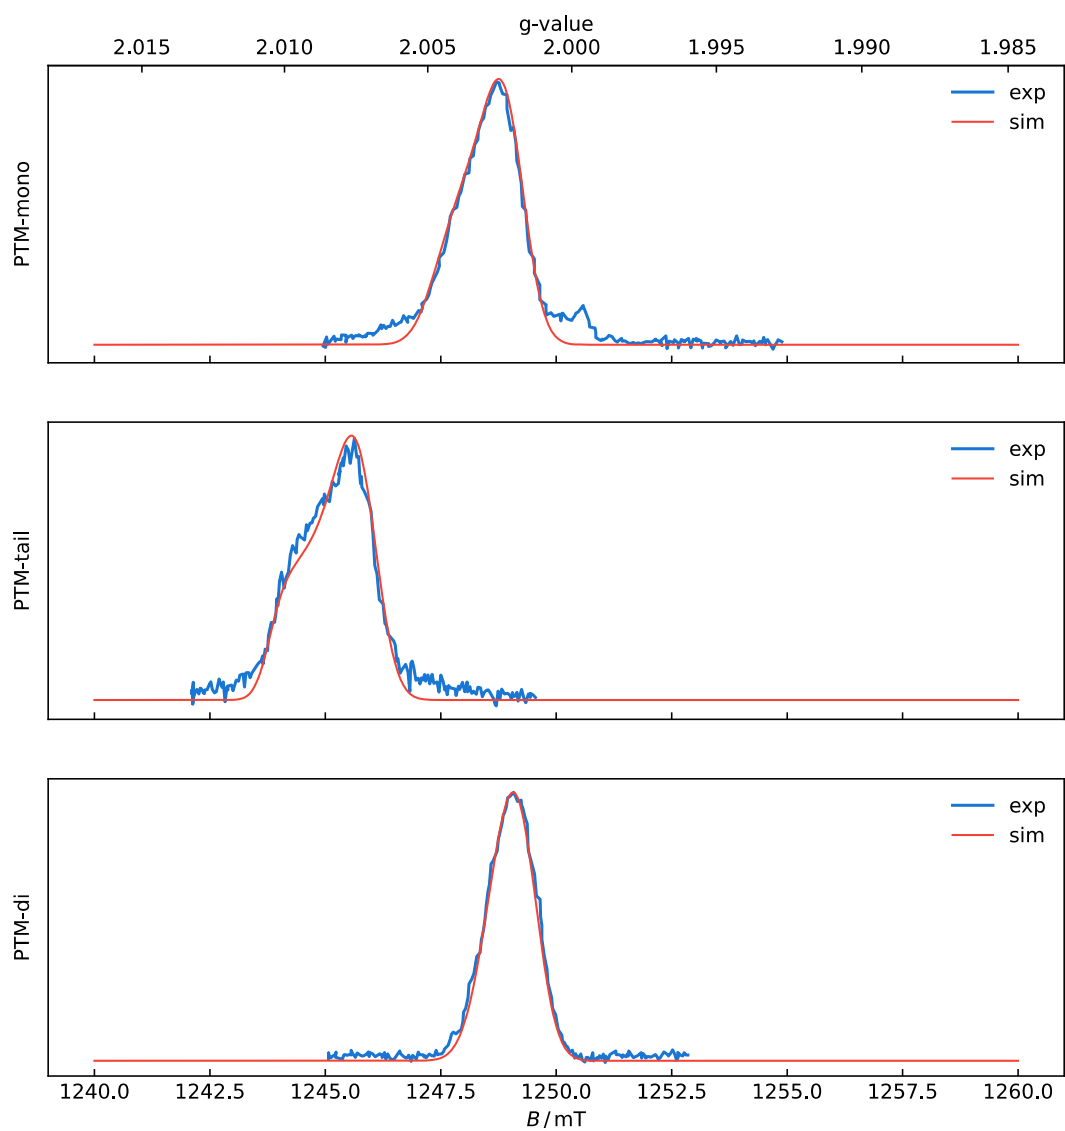 g-value
2.015 2.010 2.005 2.000 1.995 1.990 1.985
PTM-mono
exp
sim
PTM-tail
exp
sim
PTM-di
exp
sim
1240.0 1242.5 1245.0 1247.5 1250.0 1252.5 1255.0 1257.5 1260.0
B / mT